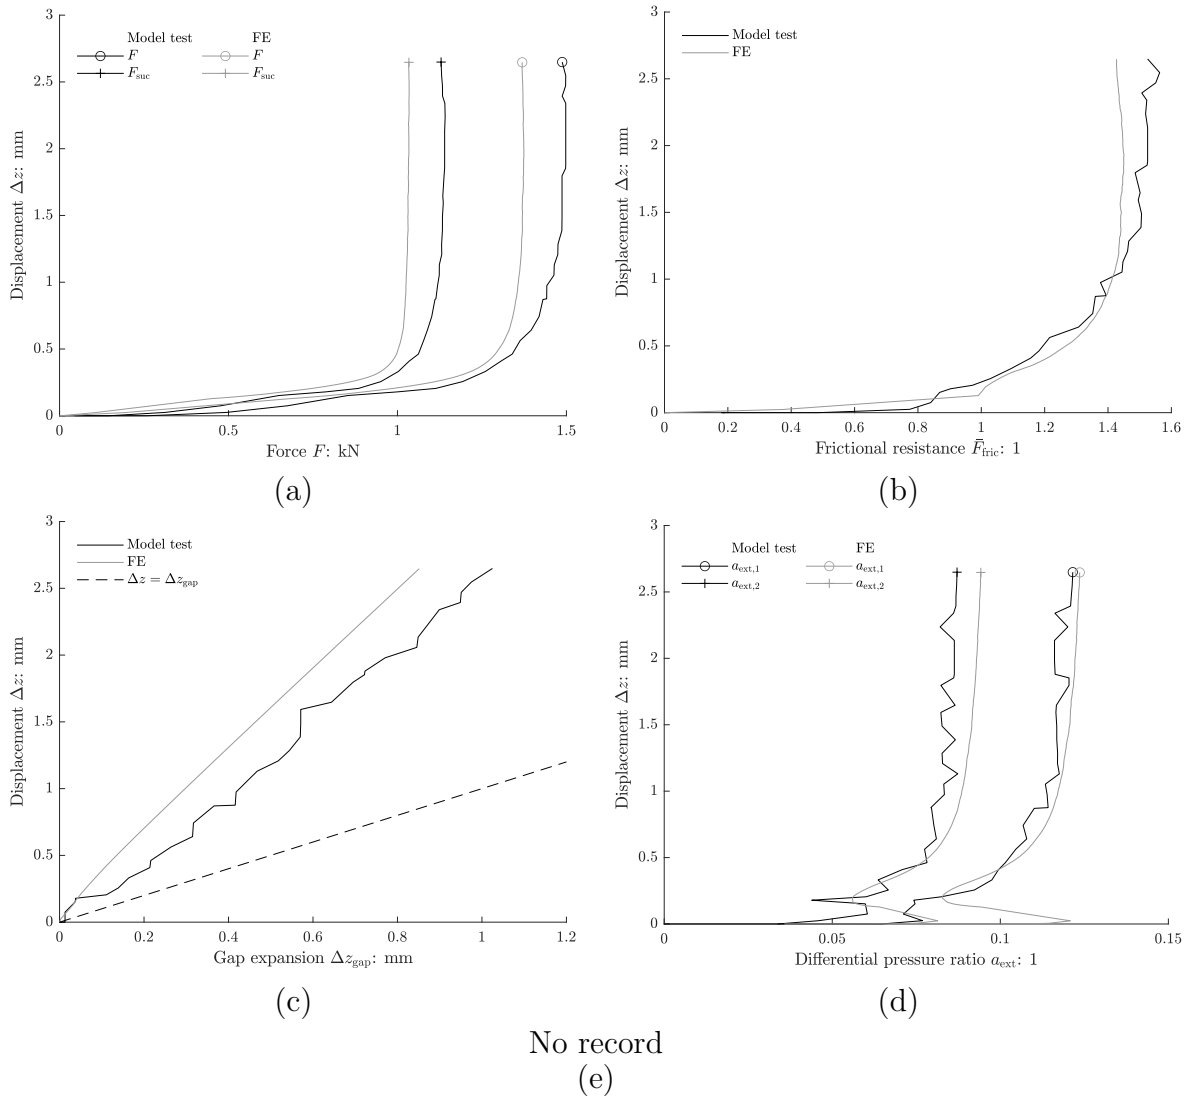 3
2.5
2
1.5
1
0.5
0
Displacement Δz: mm
Model test FE
F F
F_suc F_suc
0 0.5 1 1.5
Force F: kN
(a)
3
2.5
2
1.5
1
0.5
0
Displacement Δz: mm
Model test
FE
0 0.2 0.4 0.6 0.8 1 1.2 1.4 1.6
Frictional resistance F̄_fric: 1
(b)
3
2.5
2
1.5
1
0.5
0
Displacement Δz: mm
Model test
FE
Δz = Δz_gap
0 0.2 0.4 0.6 0.8 1 1.2
Gap expansion Δz_gap: mm
(c)
3
2.5
2
1.5
1
0.5
0
Displacement Δz: mm
Model test FE
a_ext,1 a_ext,1
a_ext,2 a_ext,2
0 0.05 0.1 0.15
Differential pressure ratio a_ext: 1
(d)
No record
(e)